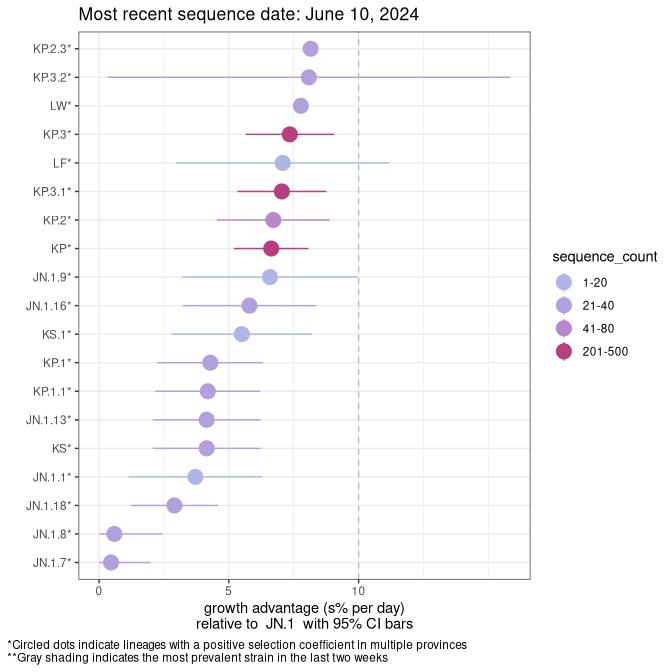 Most recent sequence date: June 10, 2024
KP.2.3*
KP.3.2*
LW*
KP.3*
LF*
KP.3.1*
KP.2*
KP*
JN.1.9*
JN.1.16*
KS.1*
KP.1*
KP.1.1*
JN.1.13*
KS*
JN.1.1*
JN.1.18*
JN.1.8*
JN.1.7*
0 5 10
growth advantage (s% per day)
relative to JN.1 with 95% CI bars
sequence_count
1-20
21-40
41-80
201-500
*Circled dots indicate lineages with a positive selection coefficient in multiple provinces
**Gray shading indicates the most prevalent strain in the last two weeks